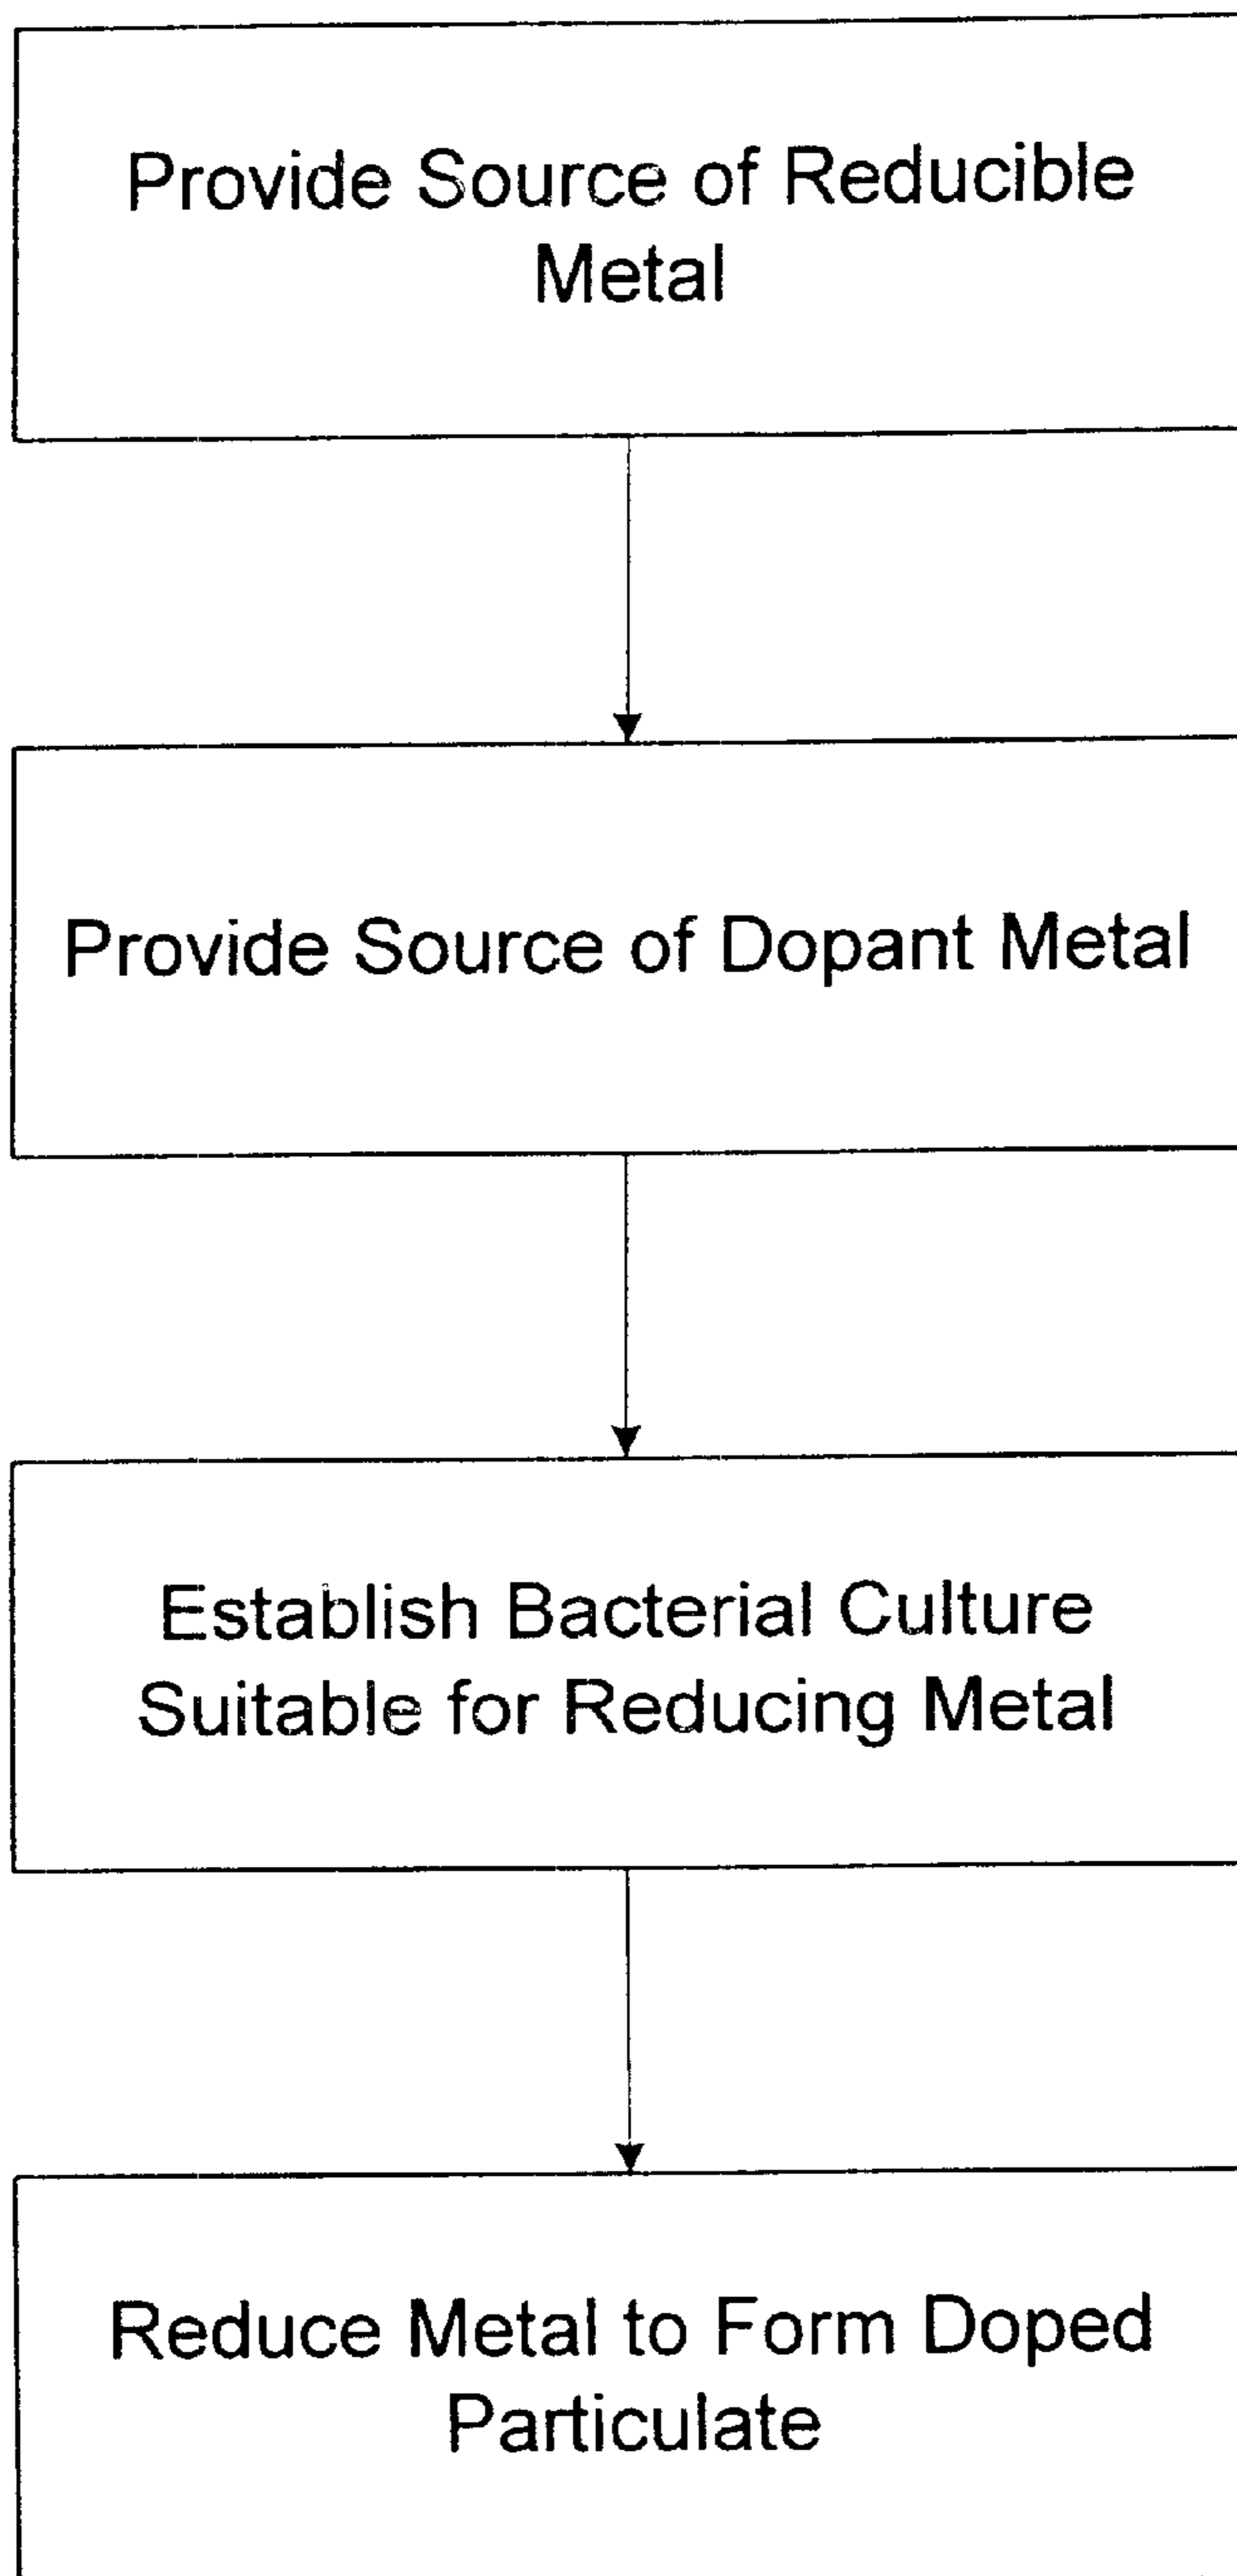 Provide Source of Reducible
Metal
Provide Source of Dopant Metal
Establish Bacterial Culture
Suitable for Reducing Metal
Reduce Metal to Form Doped
Particulate